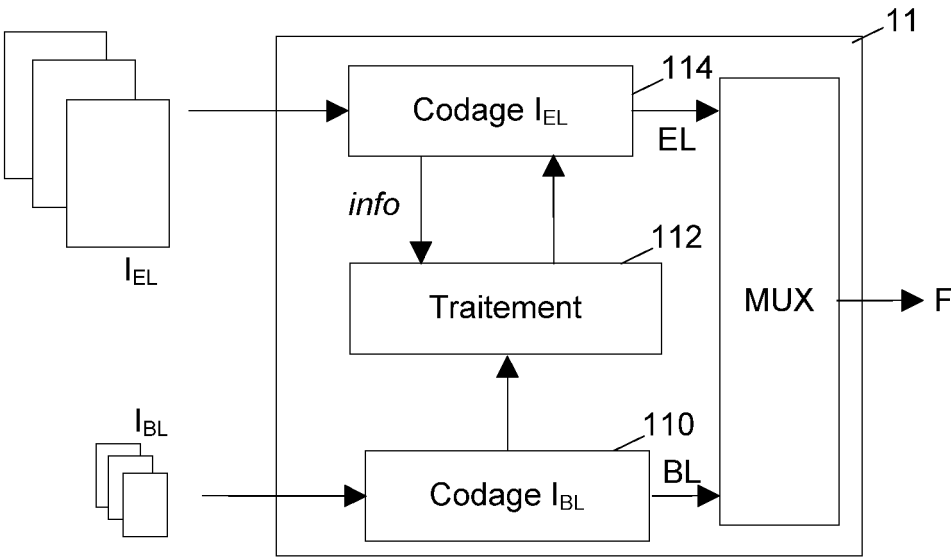 11
114
Codage I_EL
EL
info
I_EL
112
Traitement
MUX
F
I_BL
110
Codage I_BL
BL